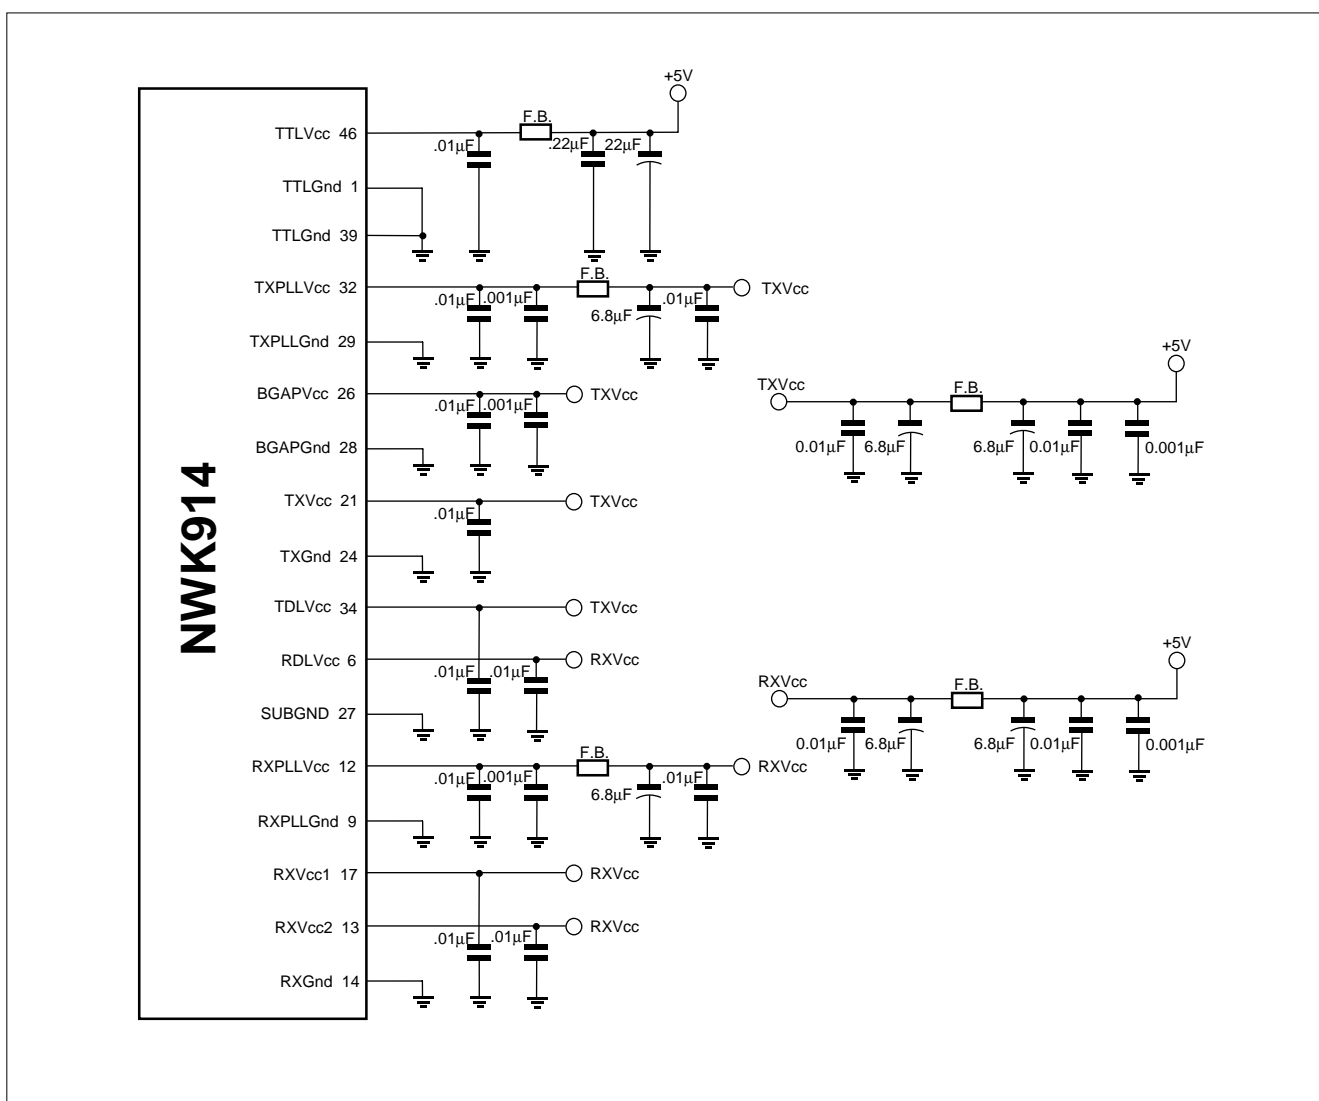 +5V
F.B.
TTLVcc 46
.01µF
.22µF
22µF
TTLGnd 1
TTLGnd 39
F.B.
TXPLLVcc 32
.01µF
.001µF
6.8µF
.01µF
TXVcc
TXPLLGnd 29
BGAPVcc 26
.01µF
.001µF
TXVcc
BGAPGnd 28
TXVcc 21
.01µF
TXVcc
TXGnd 24
TDLVcc 34
TXVcc
RDLVcc 6
.01µF
.01µF
RXVcc
SUBGND 27
F.B.
RXPLLVcc 12
.01µF
.001µF
6.8µF
.01µF
RXVcc
RXPLLGnd 9
RXVcc1 17
RXVcc
RXVcc2 13
.01µF
.01µF
RXVcc
RXGnd 14
NWK914
+5V
TXVcc
F.B.
0.01µF
6.8µF
6.8µF
0.01µF
0.001µF
+5V
RXVcc
F.B.
0.01µF
6.8µF
6.8µF
0.01µF
0.001µF